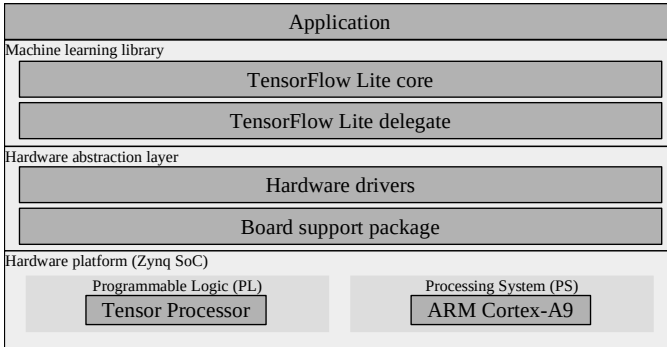 Application
Machine learning library
TensorFlow Lite core
TensorFlow Lite delegate
Hardware abstraction layer
Hardware drivers
Board support package
Hardware platform (Zynq SoC)
Programmable Logic (PL)
Tensor Processor
Processing System (PS)
ARM Cortex-A9